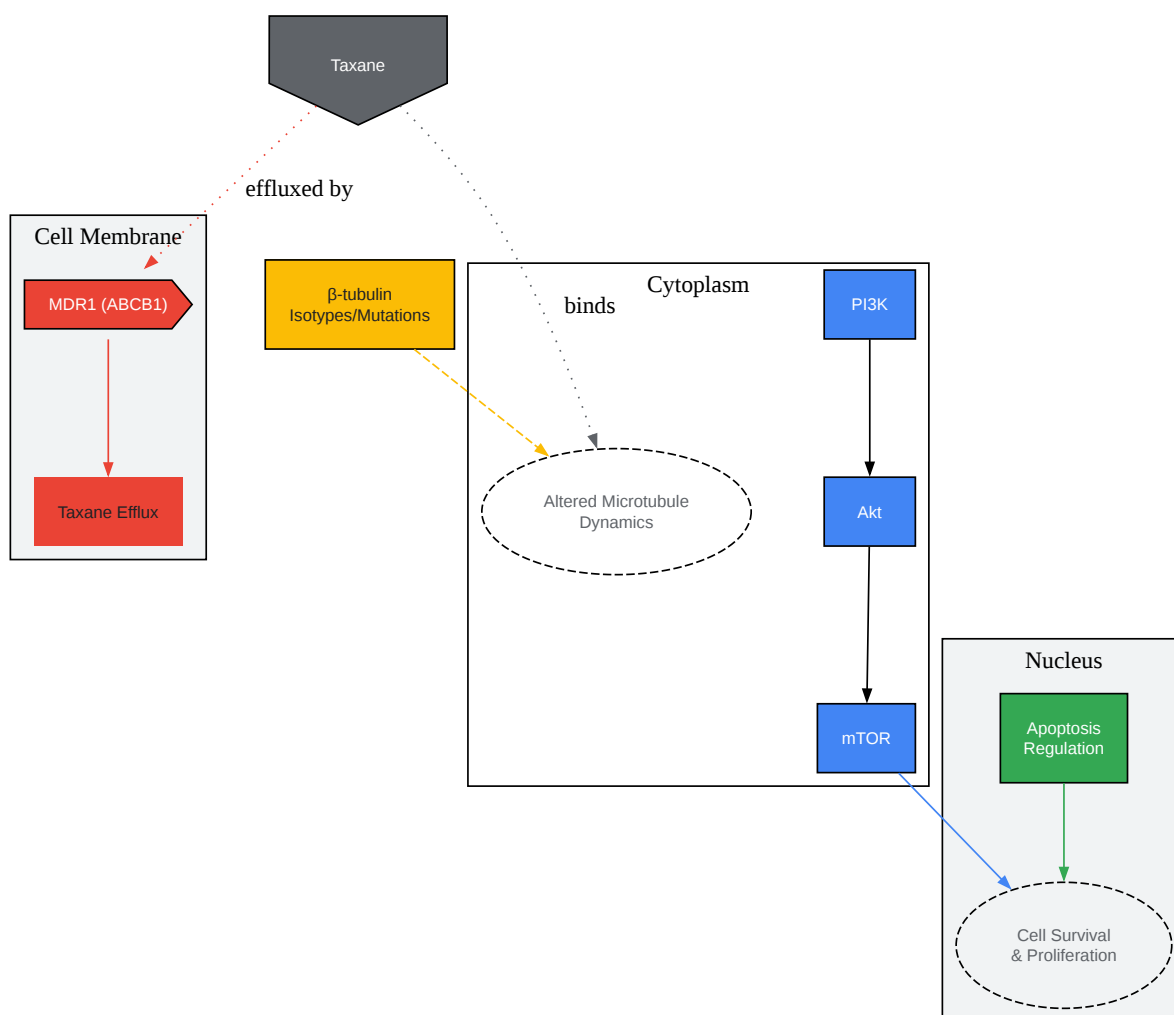 Taxane
effluxed by
Cell Membrane
MDR1 (ABCB1)
Taxane Efflux
β-tubulin
Isotypes/Mutations
binds
Cytoplasm
PI3K
Altered Microtubule
Dynamics
Akt
mTOR
Nucleus
Apoptosis
Regulation
Cell Survival
& Proliferation